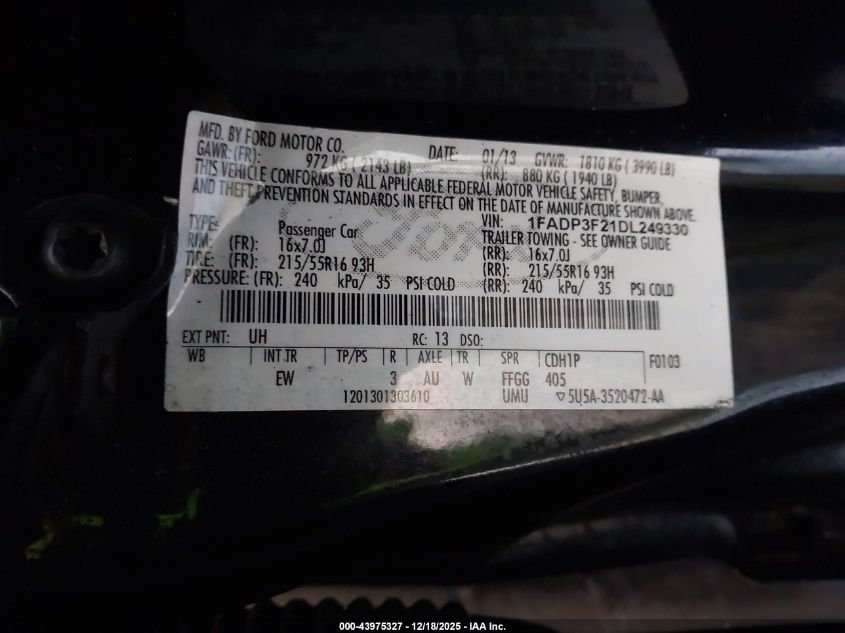 MFD. BY FORD MOTOR CO.
DATE: 01/13 GVWR: 1810 KG ( 3990 LB)
GAWR: (FR): 972 KG ( 2143 LB) (RR): 880 KG ( 1940 LB)
THIS VEHICLE CONFORMS TO ALL APPLICABLE FEDERAL MOTOR VEHICLE SAFETY, BUMPER,
AND THEFT PREVENTION STANDARDS IN EFFECT ON THE DATE OF MANUFACTURE SHOWN ABOVE.
VIN: 1FADP3F21DL249330
TYPE: Passenger Car TRAILER TOWING - SEE OWNER GUIDE
RIM: (FR): 16x7.0J (RR): 16x7.0J
TIRE: (FR): 215/55R16 93H (RR): 215/55R16 93H
PRESSURE: (FR): 240 kPa/ 35 PSI COLD (RR): 240 kPa/ 35 PSI COLD
EXT PNT: UH RC: 13 DSO:
WB INT TR TP/PS R AXLE TR SPR CDH1P F0103
EW 3 AU W FFGG 405
1201301303610 UMU ▽5U5A-3520472-AA
000-43975327 - 12/18/2025 - IAA Inc.